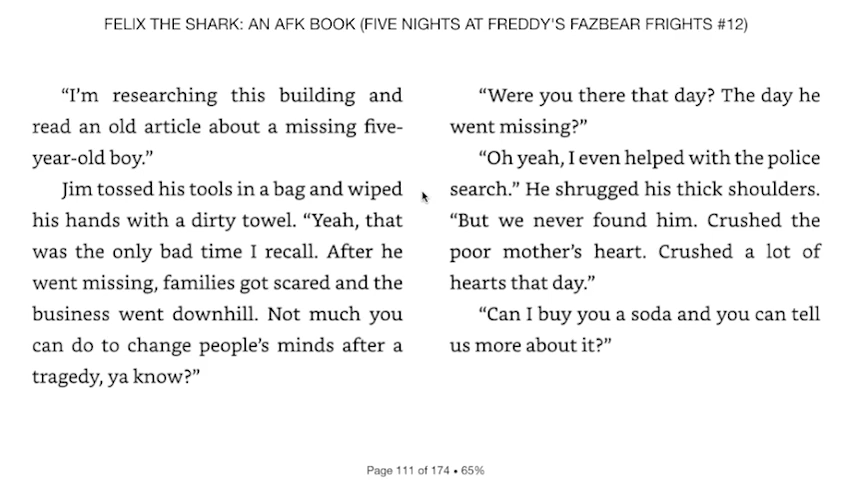 FELIX THE SHARK: AN AFK BOOK (FIVE NIGHTS AT FREDDY'S FAZBEAR FRIGHTS #12)
“I’m researching this building and
read an old article about a missing five-
year-old boy.”
Jim tossed his tools in a bag and wiped
his hands with a dirty towel. “Yeah, that
was the only bad time I recall. After he
went missing, families got scared and the
business went downhill. Not much you
can do to change people’s minds after a
tragedy, ya know?”
“Were you there that day? The day he
went missing?”
“Oh yeah, I even helped with the police
search.” He shrugged his thick shoulders.
“But we never found him. Crushed the
poor mother’s heart. Crushed a lot of
hearts that day.”
“Can I buy you a soda and you can tell
us more about it?”
Page 111 of 174 • 65%